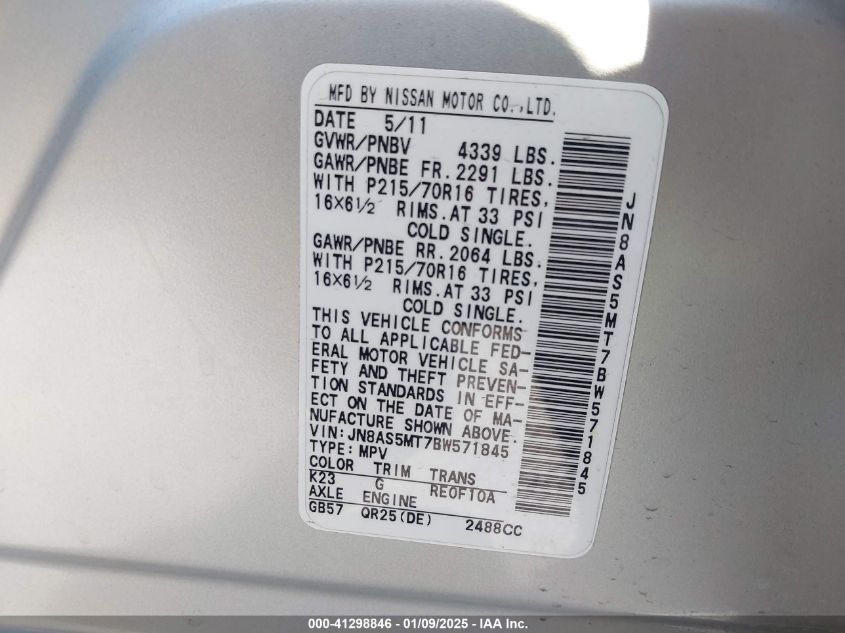 MFD BY NISSAN MOTOR CO.,LTD.
DATE 5/11
GVWR/PNBV 4339 LBS.
GAWR/PNBE FR. 2291 LBS.
WITH P215/70R16 TIRES,
16X6½ RIMS. AT 33 PSI
COLD SINGLE.
GAWR/PNBE RR. 2064 LBS.
WITH P215/70R16 TIRES,
16X6½ RIMS. AT 33 PSI
COLD SINGLE.
THIS VEHICLE CONFORMS
TO ALL APPLICABLE FED-
ERAL MOTOR VEHICLE SA-
FETY AND THEFT PREVEN-
TION STANDARDS IN EFF-
ECT ON THE DATE OF MA-
NUFACTURE SHOWN ABOVE.
VIN: JN8AS5MT7BW571845
TYPE: MPV
COLOR TRIM TRANS
K23 G RE0F10A
AXLE ENGINE
GB57 QR25(DE) 2488CC
JN8AS5MT7BW571845
000-41298846 - 01/09/2025 - IAA Inc.